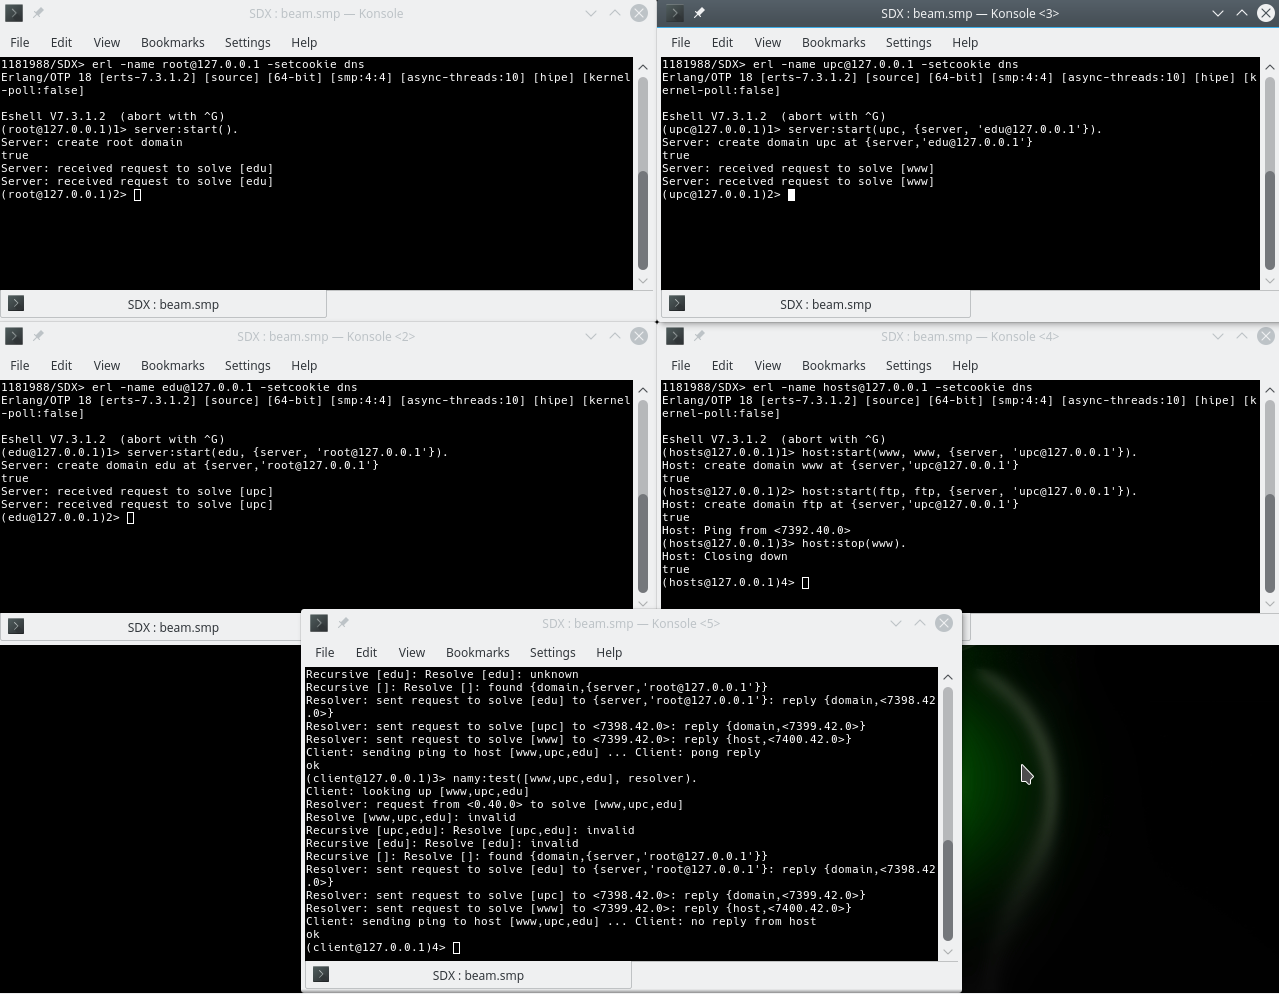 SDX : beam.smp — Konsole
File Edit View Bookmarks Settings Help
1181988/SDX> erl -name root@127.0.0.1 -setcookie dns
Erlang/OTP 18 [erts-7.3.1.2] [source] [64-bit] [smp:4:4] [async-threads:10] [hipe] [kernel
-poll:false]
Eshell V7.3.1.2  (abort with ^G)
(root@127.0.0.1)1> server:start().
Server: create root domain
true
Server: received request to solve [edu]
Server: received request to solve [edu]
(root@127.0.0.1)2>
SDX : beam.smp
SDX : beam.smp — Konsole <3>
File Edit View Bookmarks Settings Help
1181988/SDX> erl -name upc@127.0.0.1 -setcookie dns
Erlang/OTP 18 [erts-7.3.1.2] [source] [64-bit] [smp:4:4] [async-threads:10] [hipe] [k
ernel-poll:false]
Eshell V7.3.1.2  (abort with ^G)
(upc@127.0.0.1)1> server:start(upc, {server, 'edu@127.0.0.1'}).
Server: create domain upc at {server,'edu@127.0.0.1'}
true
Server: received request to solve [www]
Server: received request to solve [www]
(upc@127.0.0.1)2>
SDX : beam.smp
SDX : beam.smp — Konsole <2>
File Edit View Bookmarks Settings Help
1181988/SDX> erl -name edu@127.0.0.1 -setcookie dns
Erlang/OTP 18 [erts-7.3.1.2] [source] [64-bit] [smp:4:4] [async-threads:10] [hipe] [kernel
-poll:false]
Eshell V7.3.1.2  (abort with ^G)
(edu@127.0.0.1)1> server:start(edu, {server, 'root@127.0.0.1'}).
Server: create domain edu at {server,'root@127.0.0.1'}
true
Server: received request to solve [upc]
Server: received request to solve [upc]
(edu@127.0.0.1)2>
SDX : beam.smp
SDX : beam.smp — Konsole <4>
File Edit View Bookmarks Settings Help
1181988/SDX> erl -name hosts@127.0.0.1 -setcookie dns
Erlang/OTP 18 [erts-7.3.1.2] [source] [64-bit] [smp:4:4] [async-threads:10] [hipe] [k
ernel-poll:false]
Eshell V7.3.1.2  (abort with ^G)
(hosts@127.0.0.1)1> host:start(www, www, {server, 'upc@127.0.0.1'}).
Host: create domain www at {server,'upc@127.0.0.1'}
true
(hosts@127.0.0.1)2> host:start(ftp, ftp, {server, 'upc@127.0.0.1'}).
Host: create domain ftp at {server,'upc@127.0.0.1'}
true
Host: Ping from <7392.40.0>
(hosts@127.0.0.1)3> host:stop(www).
Host: Closing down
true
(hosts@127.0.0.1)4>
SDX : beam.smp — Konsole <5>
File Edit View Bookmarks Settings Help
Recursive [edu]: Resolve [edu]: unknown
Recursive []: Resolve []: found {domain,{server,'root@127.0.0.1'}}
Resolver: sent request to solve [edu] to {server,'root@127.0.0.1'}: reply {domain,<7398.42
.0>}
Resolver: sent request to solve [upc] to <7398.42.0>: reply {domain,<7399.42.0>}
Resolver: sent request to solve [www] to <7399.42.0>: reply {host,<7400.42.0>}
Client: sending ping to host [www,upc,edu] ... Client: pong reply
ok
(client@127.0.0.1)3> namy:test([www,upc,edu], resolver).
Client: looking up [www,upc,edu]
Resolver: request from <0.40.0> to solve [www,upc,edu]
Resolve [www,upc,edu]: invalid
Recursive [upc,edu]: Resolve [upc,edu]: invalid
Recursive [edu]: Resolve [edu]: invalid
Recursive []: Resolve []: found {domain,{server,'root@127.0.0.1'}}
Resolver: sent request to solve [edu] to {server,'root@127.0.0.1'}: reply {domain,<7398.42
.0>}
Resolver: sent request to solve [upc] to <7398.42.0>: reply {domain,<7399.42.0>}
Resolver: sent request to solve [www] to <7399.42.0>: reply {host,<7400.42.0>}
Client: sending ping to host [www,upc,edu] ... Client: no reply from host
ok
(client@127.0.0.1)4>
SDX : beam.smp